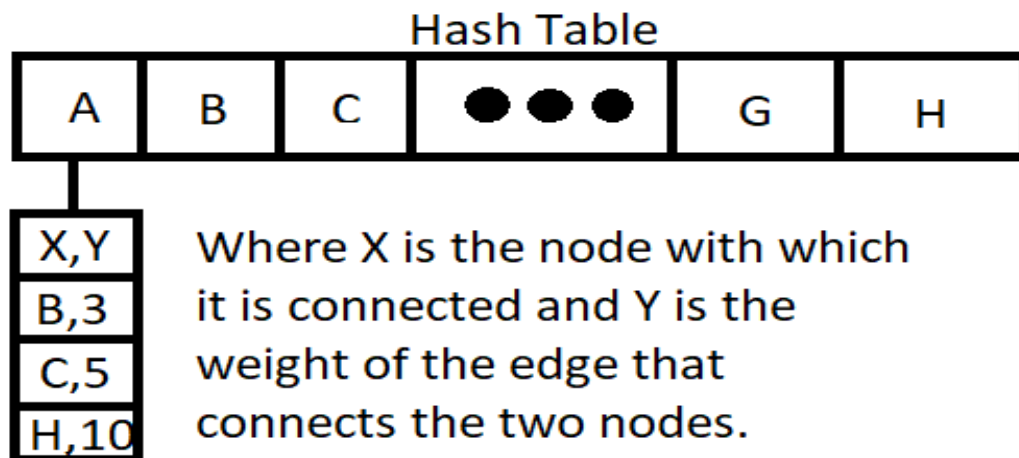 Hash Table
A B C G H
X,Y
B,3
C,5
H,10
Where X is the node with which
it is connected and Y is the
weight of the edge that
connects the two nodes.